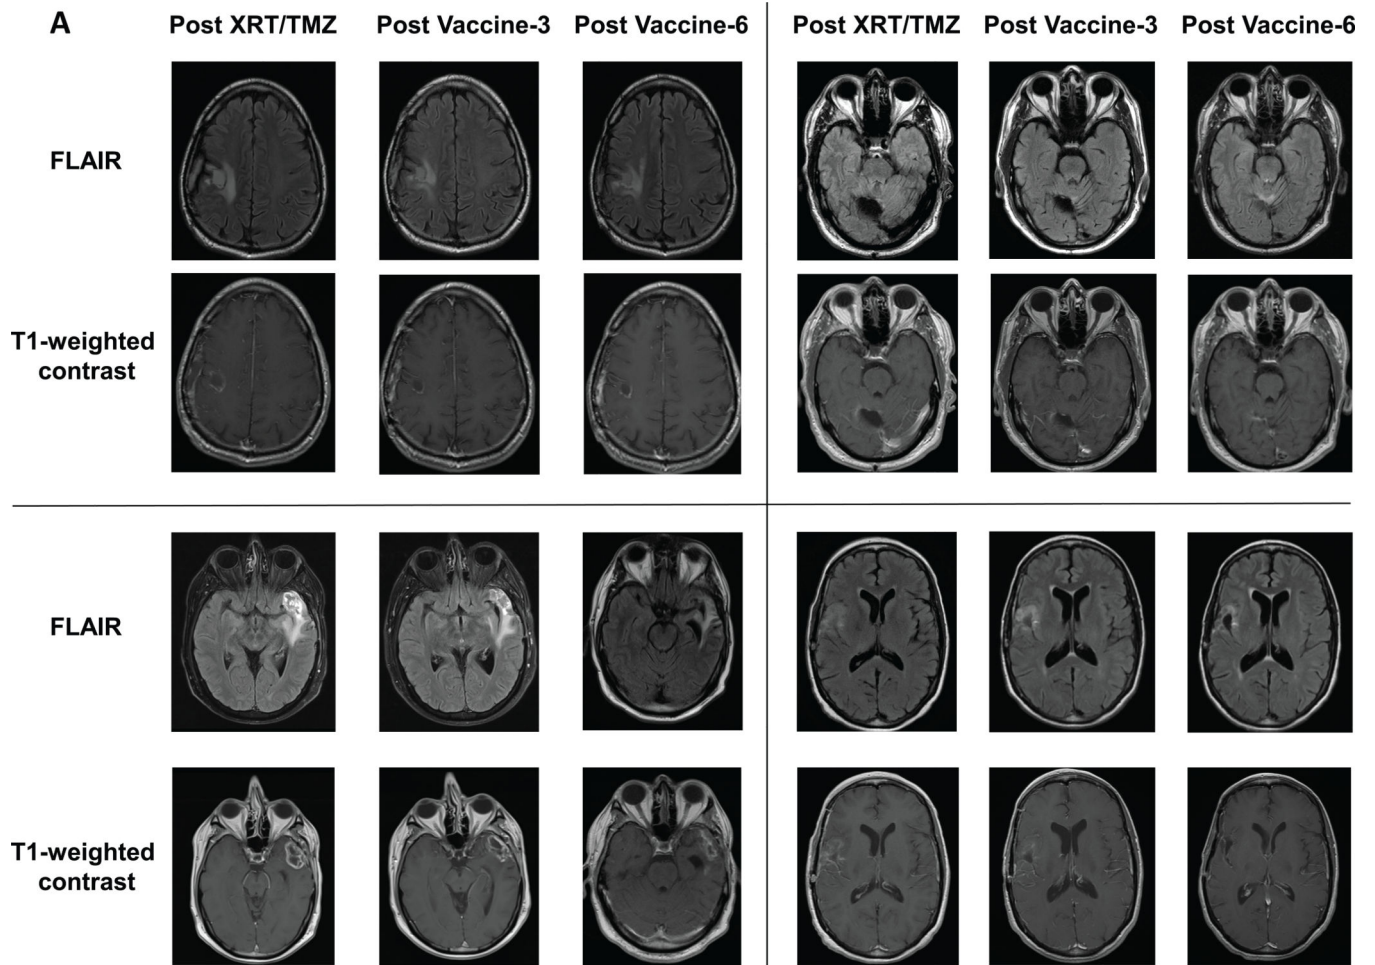 A
Post XRT/TMZ Post Vaccine-3 Post Vaccine-6 Post XRT/TMZ Post Vaccine-3 Post Vaccine-6
FLAIR
T1-weighted
contrast
FLAIR
T1-weighted
contrast